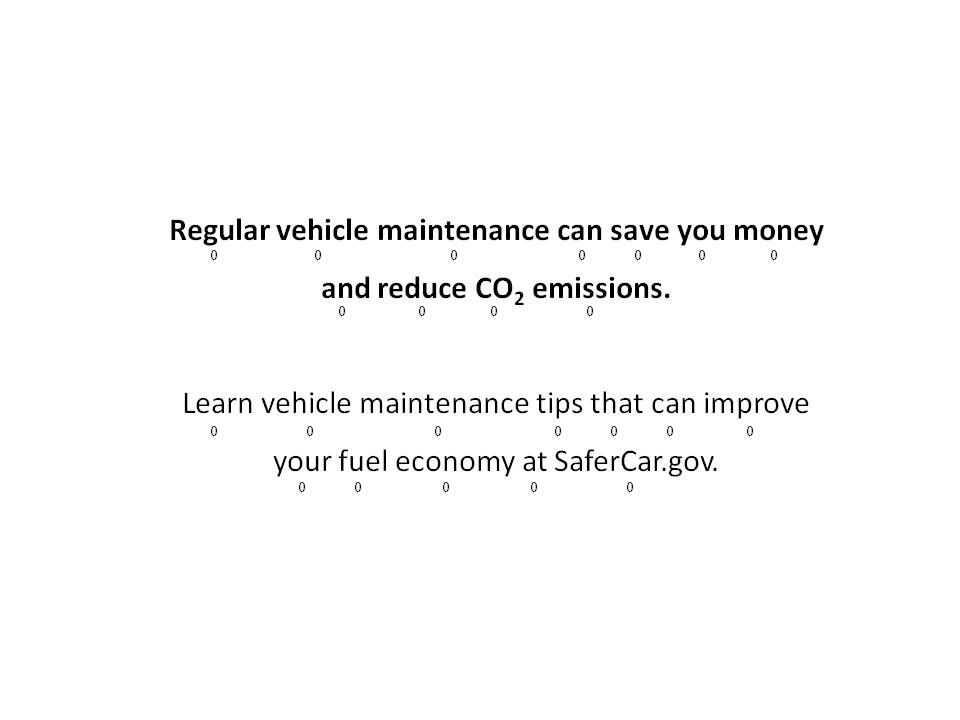 Regular vehicle maintenance can save you money
0 0 0 0 0 0 0
and reduce CO₂ emissions.
0 0 0 0
Learn vehicle maintenance tips that can improve
0 0 0 0 0 0 0
your fuel economy at SaferCar.gov.
0 0 0 0 0